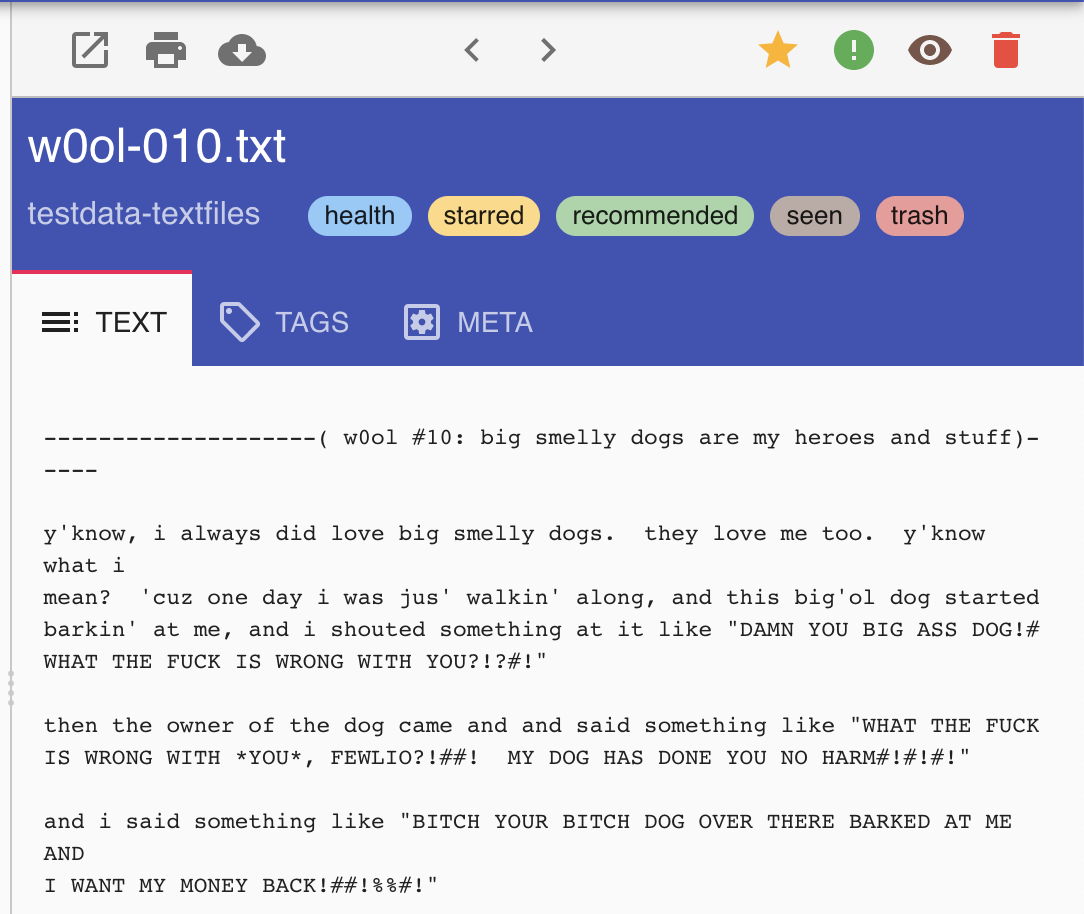 w0ol-010.txt
testdata-textfiles health starred recommended seen trash
TEXT TAGS META
--------------------( w0ol #10: big smelly dogs are my heroes and stuff)-
----
y'know, i always did love big smelly dogs.  they love me too.  y'know
what i
mean?  'cuz one day i was jus' walkin' along, and this big'ol dog started
barkin' at me, and i shouted something at it like "DAMN YOU BIG ASS DOG!#
WHAT THE FUCK IS WRONG WITH YOU?!?#!"
then the owner of the dog came and and said something like "WHAT THE FUCK
IS WRONG WITH *YOU*, FEWLIO?!##!  MY DOG HAS DONE YOU NO HARM#!#!#!"
and i said something like "BITCH YOUR BITCH DOG OVER THERE BARKED AT ME
AND
I WANT MY MONEY BACK!##!%%#!"